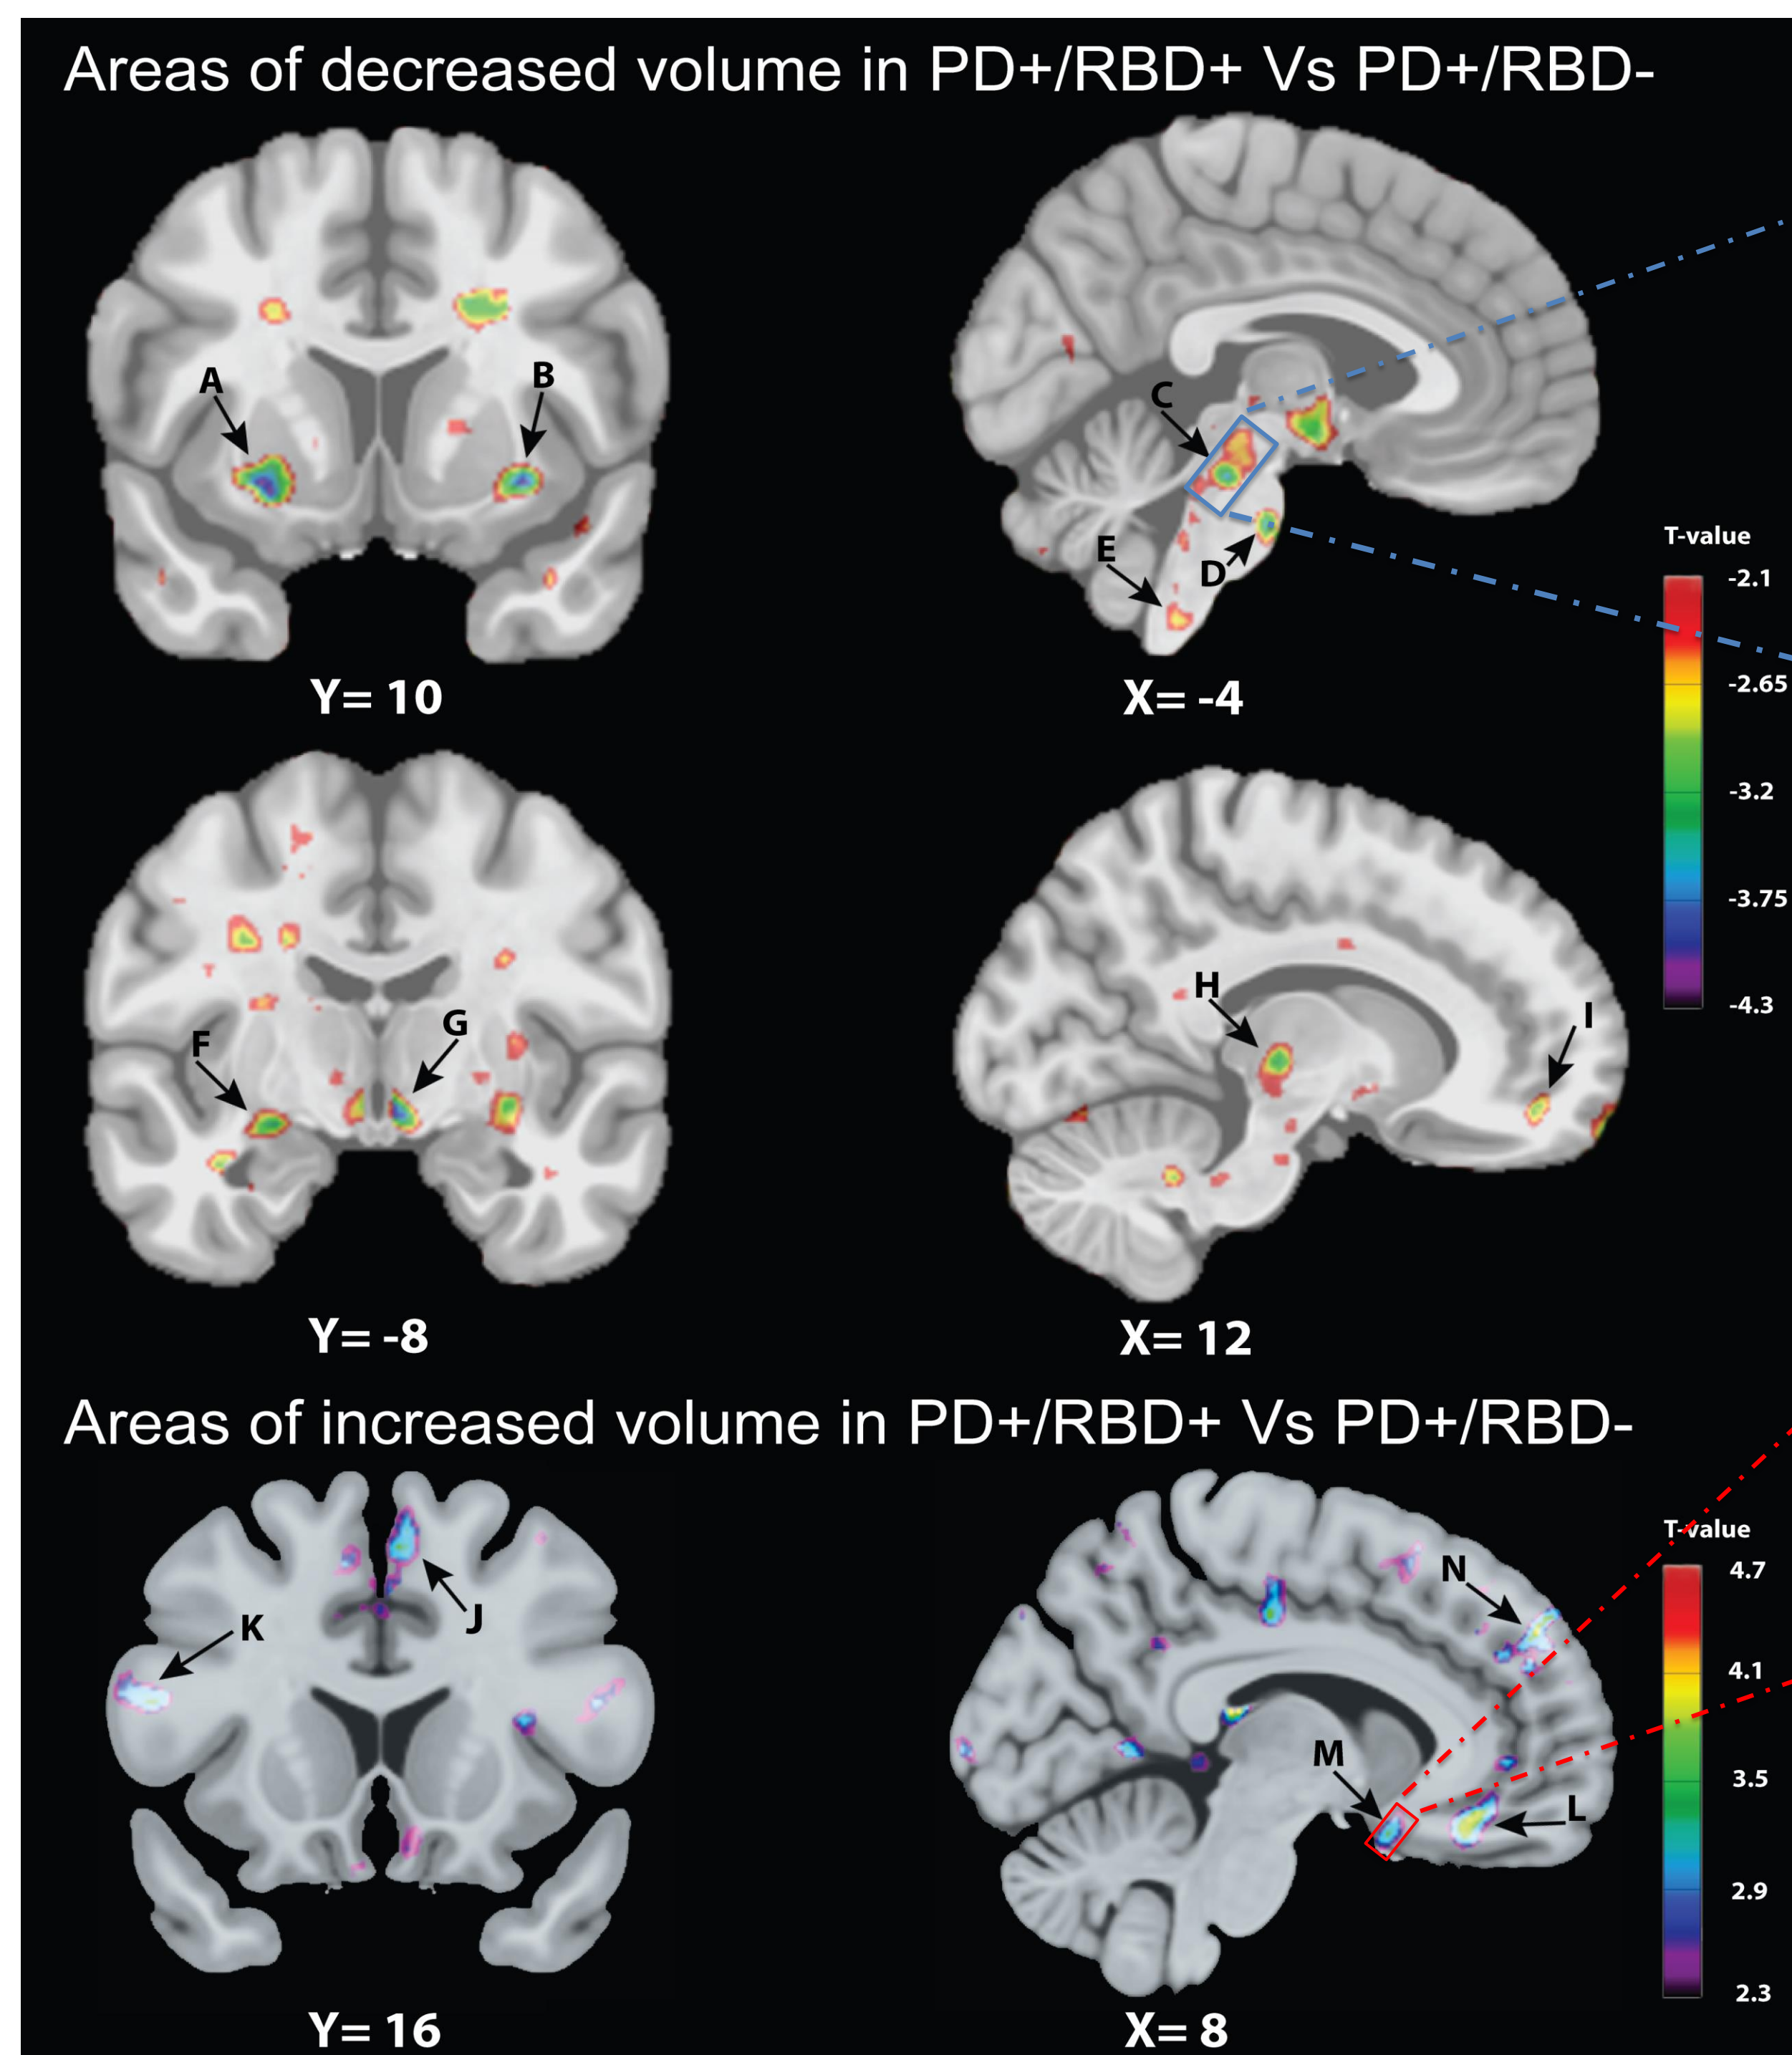 Areas of decreased volume in PD+/RBD+ Vs PD+/RBD-
A
B
C
D
E
Y= 10
X= -4
T-value
-2.1
-2.65
-3.2
-3.75
-4.3
F
G
H
I
Y= -8
X= 12
Areas of increased volume in PD+/RBD+ Vs PD+/RBD-
J
K
N
M
L
T-value
4.7
4.1
3.5
2.9
2.3
Y= 16
X= 8